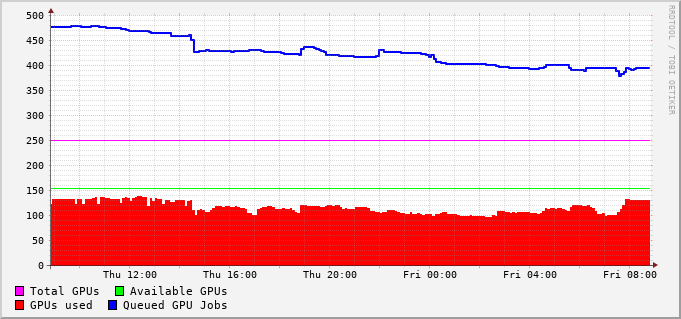 500
450
400
350
300
250
200
150
100
50
0
Thu 12:00 Thu 16:00 Thu 20:00 Fri 00:00 Fri 04:00 Fri 08:00
Total GPUs Available GPUs
GPUs used Queued GPU Jobs
RRDTOOL / TOBI OETIKER